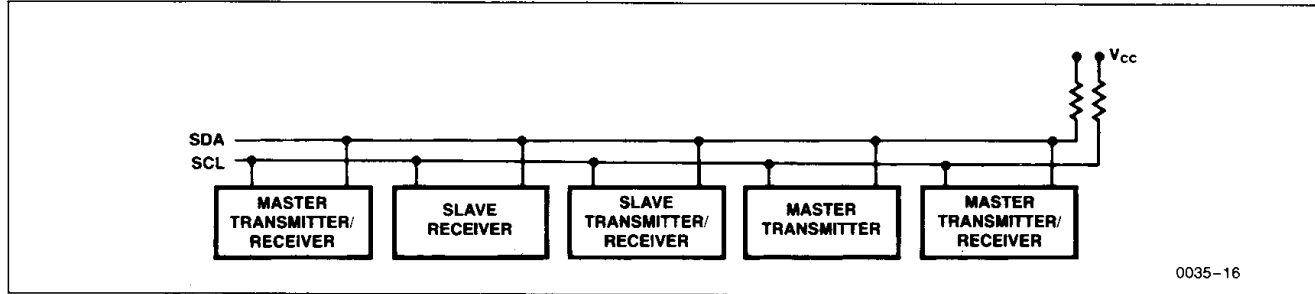 VCC
SDA
SCL
MASTER
TRANSMITTER/
RECEIVER
SLAVE
RECEIVER
SLAVE
TRANSMITTER/
RECEIVER
MASTER
TRANSMITTER
MASTER
TRANSMITTER/
RECEIVER
0035-16